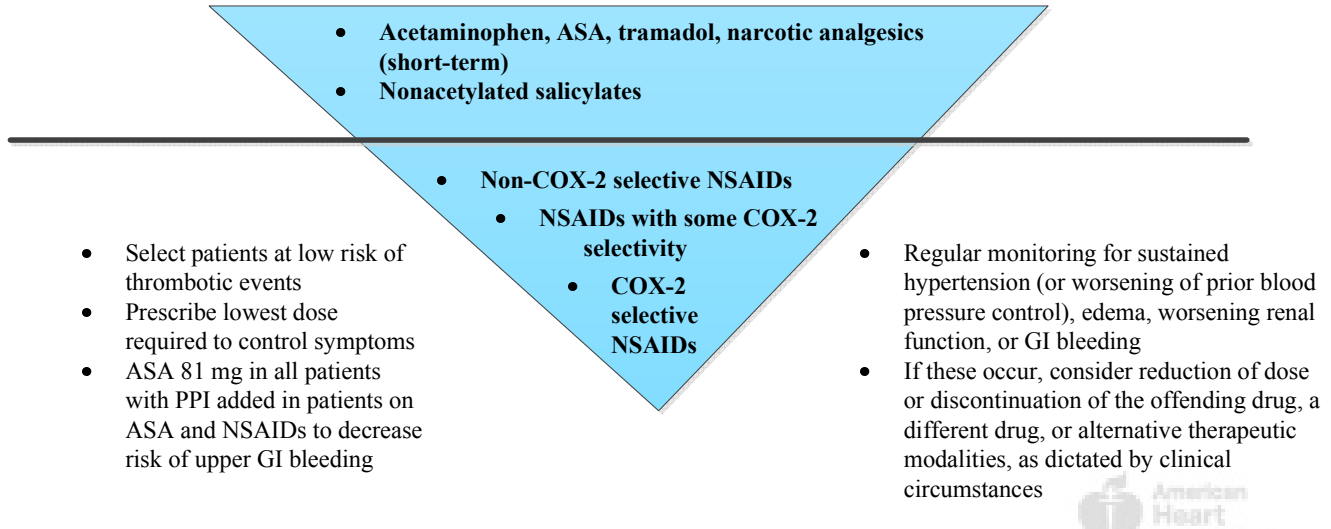 • Acetaminophen, ASA, tramadol, narcotic analgesics
(short-term)
• Nonacetylated salicylates
• Non-COX-2 selective NSAIDs
• NSAIDs with some COX-2
selectivity
• COX-2
selective
NSAIDs
• Select patients at low risk of
thrombotic events
• Prescribe lowest dose
required to control symptoms
• ASA 81 mg in all patients
with PPI added in patients on
ASA and NSAIDs to decrease
risk of upper GI bleeding
• Regular monitoring for sustained
hypertension (or worsening of prior blood
pressure control), edema, worsening renal
function, or GI bleeding
• If these occur, consider reduction of dose
or discontinuation of the offending drug, a
different drug, or alternative therapeutic
modalities, as dictated by clinical
circumstances
American
Heart